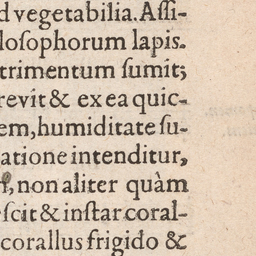 d vegetabilia. Aſſi-
loſophorum lapis.
trimentum ſumit;
revit & ex ea quic-
em, humiditate ſu-
atione intenditur,
non aliter quàm
ſcit & inſtar coral-
corallus frigido &